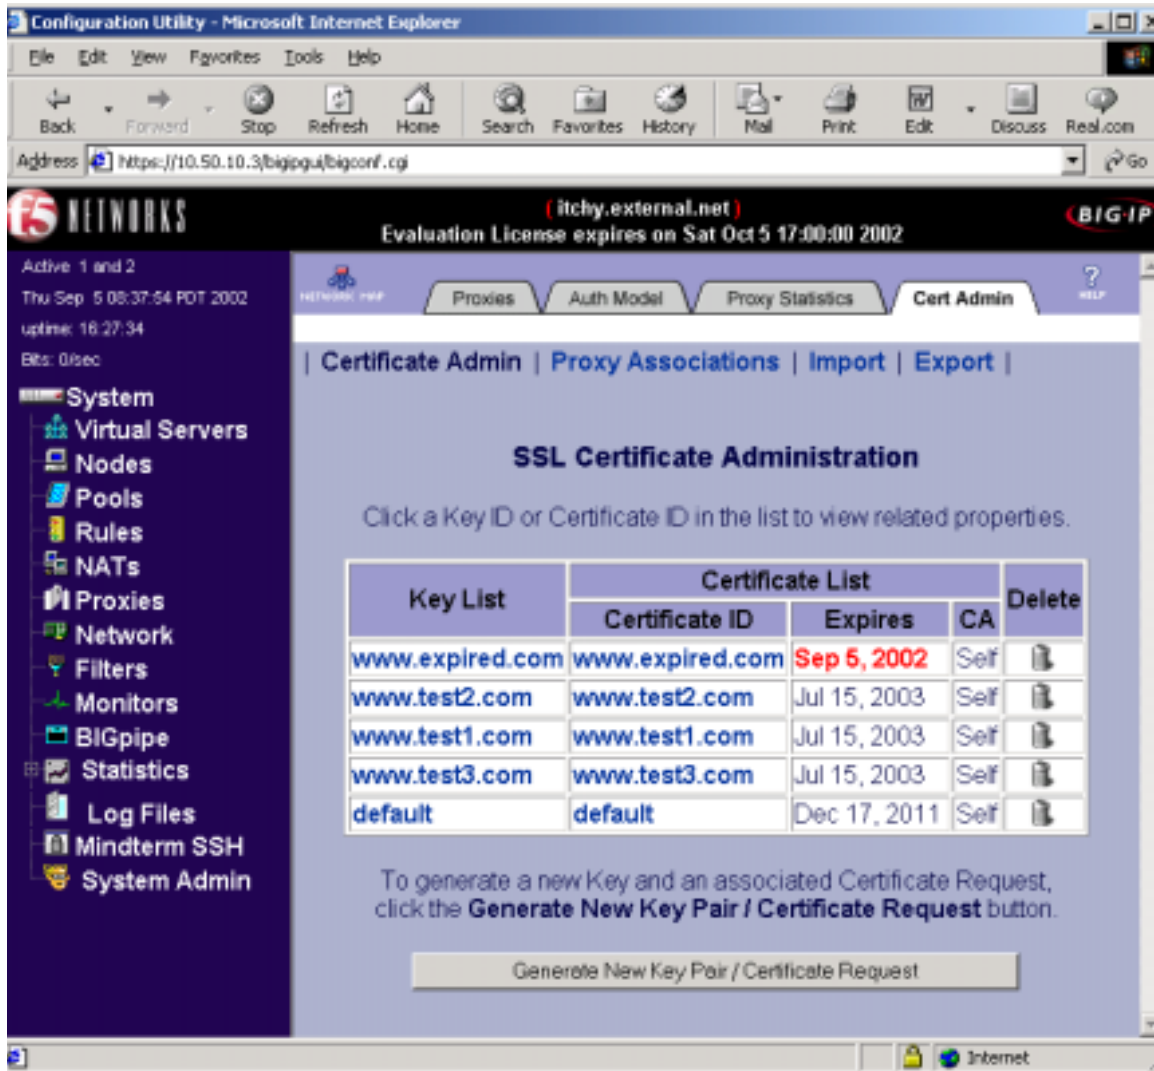 Configuration Utility - Microsoft Internet Explorer
File Edit View Favorites Tools Help
Back Forward Stop Refresh Home Search Favorites History Mail Print Edit Discuss Real.com
Address https://10.50.10.3/bigipgui/bigconf.cgi Go
f5 NETWORKS
(itchy.external.net)
Evaluation License expires on Sat Oct 5 17:00:00 2002
BIG-IP
Active 1 and 2
Thu Sep 5 08:37:54 PDT 2002
uptime: 16:27:34
Bits: 0/sec
System
Virtual Servers
Nodes
Pools
Rules
NATs
Proxies
Network
Filters
Monitors
BIGpipe
Statistics
Log Files
Mindterm SSH
System Admin
NETWORK MAP Proxies Auth Model Proxy Statistics Cert Admin ? HELP
| Certificate Admin | Proxy Associations | Import | Export |
SSL Certificate Administration
Click a Key ID or Certificate ID in the list to view related properties.
Key List Certificate List Delete
Certificate ID Expires CA
www.expired.com www.expired.com Sep 5, 2002 Self
www.test2.com www.test2.com Jul 15, 2003 Self
www.test1.com www.test1.com Jul 15, 2003 Self
www.test3.com www.test3.com Jul 15, 2003 Self
default default Dec 17, 2011 Self
To generate a new Key and an associated Certificate Request,
click the Generate New Key Pair / Certificate Request button.
Generate New Key Pair / Certificate Request
Internet